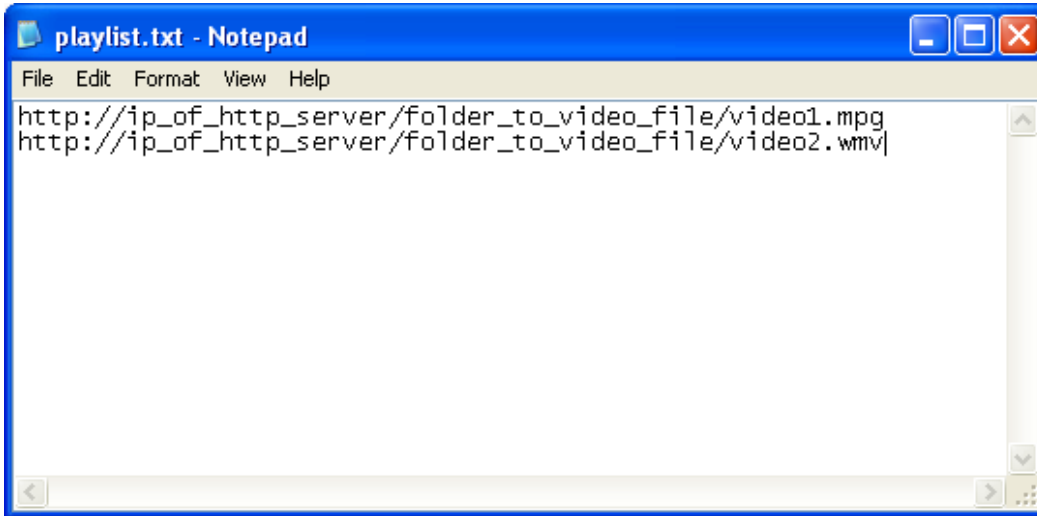 playlist.txt - Notepad
File Edit Format View Help
http://ip_of_http_server/folder_to_video_file/video1.mpg
http://ip_of_http_server/folder_to_video_file/video2.wmv